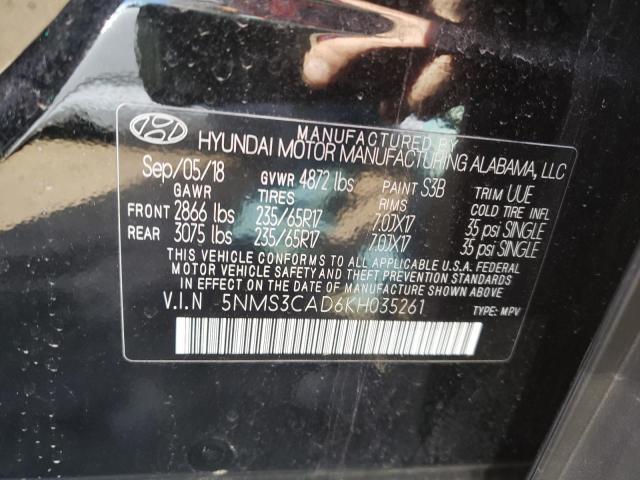 MANUFACTURED BY
HYUNDAI MOTOR MANUFACTURING ALABAMA, LLC
Sep/05/18 GVWR 4872 lbs PAINT S3B TRIM UUE
GAWR TIRES RIMS COLD TIRE INFL
FRONT 2866 lbs 235/65R17 7.0JX17 35 psi SINGLE
REAR 3075 lbs 235/65R17 7.0JX17 35 psi SINGLE
THIS VEHICLE CONFORMS TO ALL APPLICABLE U.S.A. FEDERAL
MOTOR VEHICLE SAFETY AND THEFT PREVENTION STANDARDS
IN EFFECT ON THE DATE OF MANUFACTURE SHOWN ABOVE.
V.I.N 5NMS3CAD6KH035261 TYPE: MPV